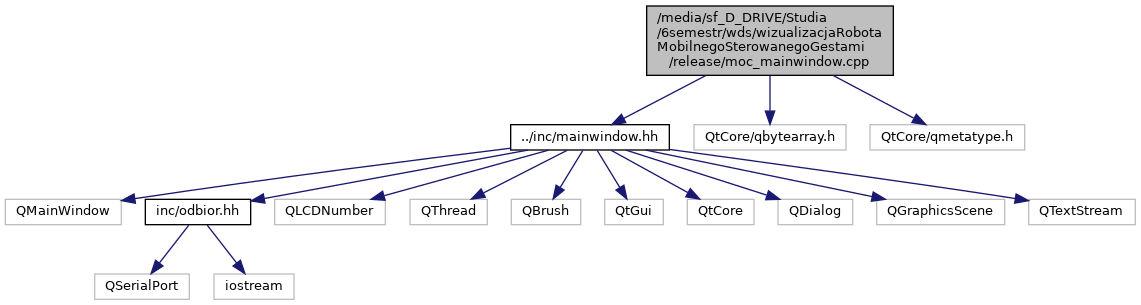 /media/sf_D_DRIVE/Studia
/6semestr/wds/wizualizacjaRobota
MobilnegoSterowanegoGestami
/release/moc_mainwindow.cpp
../inc/mainwindow.hh
QtCore/qbytearray.h
QtCore/qmetatype.h
QMainWindow
inc/odbior.hh
QLCDNumber
QThread
QBrush
QtGui
QtCore
QDialog
QGraphicsScene
QTextStream
QSerialPort
iostream